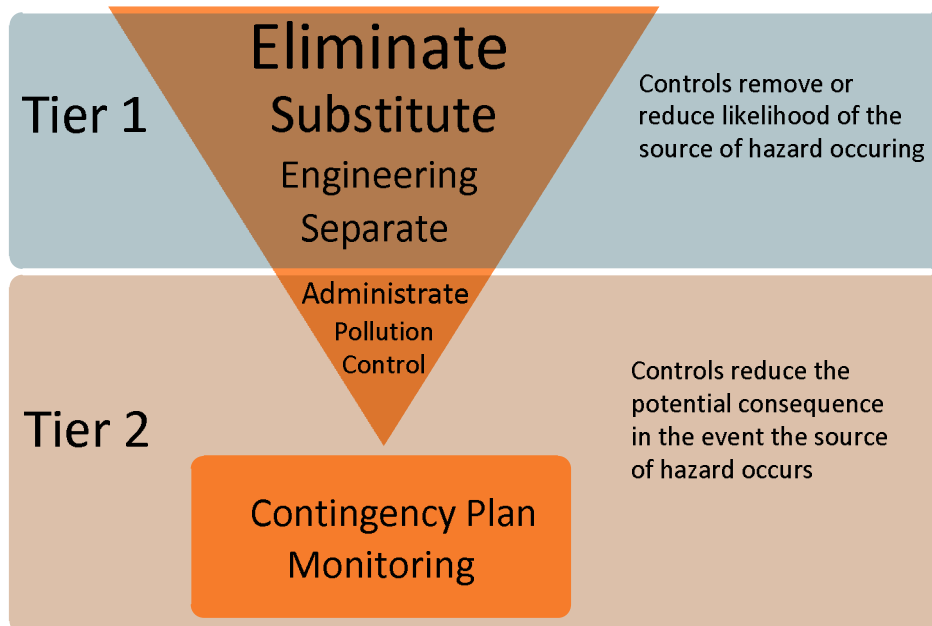 Tier 1
Eliminate
Substitute
Engineering
Separate
Controls remove or
reduce likelihood of the
source of hazard occuring
Tier 2
Administrate
Pollution
Control
Controls reduce the
potential consequence
in the event the source
of hazard occurs
Contingency Plan
Monitoring